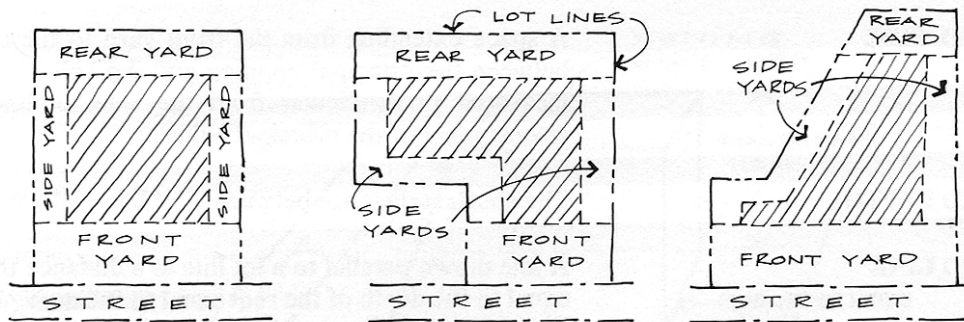 LOT LINES
REAR YARD
SIDE YARD
SIDE YARD
FRONT
YARD
STREET
REAR YARD
SIDE
YARDS
FRONT
YARD
STREET
REAR
YARD
SIDE
YARDS
FRONT YARD
STREET